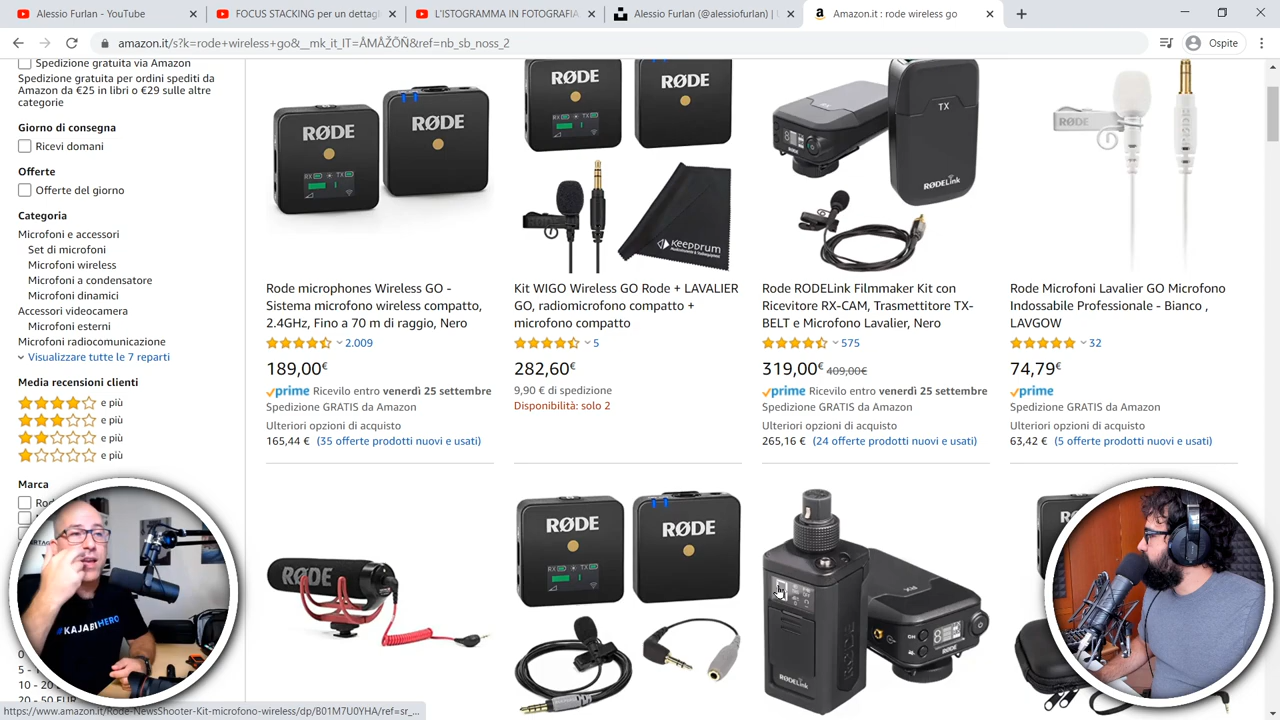 Alessio Furlan - YouTube
FOCUS STACKING per un dettagl
L'ISOGRAMMA IN FOTOGRAFIA
Alessio Furlan (@alessiofurlan) | U
Amazon.it : rode wireless go
amazon.it/s?k=rode+wireless+go&__mk_it_IT=ÅMÅŽÕÑ&ref=nb_sb_noss_2
Ospite
Spedizione gratuita via Amazon
Spedizione gratuita per ordini spediti da
Amazon da €25 in libri o €29 sulle altre
categorie
Giorno di consegna
Ricevi domani
Offerte
Offerte del giorno
Categoria
Microfoni e accessori
Set di microfoni
Microfoni wireless
Microfoni a condensatore
Microfoni dinamici
Accessori videocamera
Microfoni esterni
Microfoni radiocomunicazione
Visualizzare tutte le 7 reparti
Media recensioni clienti
e più
e più
e più
e più
Marca
RØDE
RØDE
KEEPDRUM
TX
RØDELink
RØDE
Rode microphones Wireless GO -
Sistema microfono wireless compatto,
2.4GHz, Fino a 70 m di raggio, Nero
2.009
189,00€
prime Ricevilo entro venerdì 25 settembre
Spedizione GRATIS da Amazon
Ulteriori opzioni di acquisto
165,44 € (35 offerte prodotti nuovi e usati)
Kit WIGO Wireless GO Rode + LAVALIER
GO, radiomicrofono compatto +
microfono compatto
5
282,60€
9,90 € di spedizione
Disponibilità: solo 2
Rode RODELink Filmmaker Kit con
Ricevitore RX-CAM, Trasmettitore TX-
BELT e Microfono Lavalier, Nero
575
319,00€ 409,00€
prime Ricevilo entro venerdì 25 settembre
Spedizione GRATIS da Amazon
Ulteriori opzioni di acquisto
265,16 € (24 offerte prodotti nuovi e usati)
Rode Microfoni Lavalier GO Microfono
Indossabile Professionale - Bianco ,
LAVGOW
32
74,79€
prime
Spedizione GRATIS da Amazon
Ulteriori opzioni di acquisto
63,42 € (5 offerte prodotti nuovi e usati)
RØDE
RØDE
RØDE
RX
RØDELink
#KAJABIHERO
5 -
10 - 20
20 - 50 EUR
https://www.amazon.it/Rode-NewsShooter-Kit-microfono-wireless/dp/B01M7U0YHA/ref=sr_...